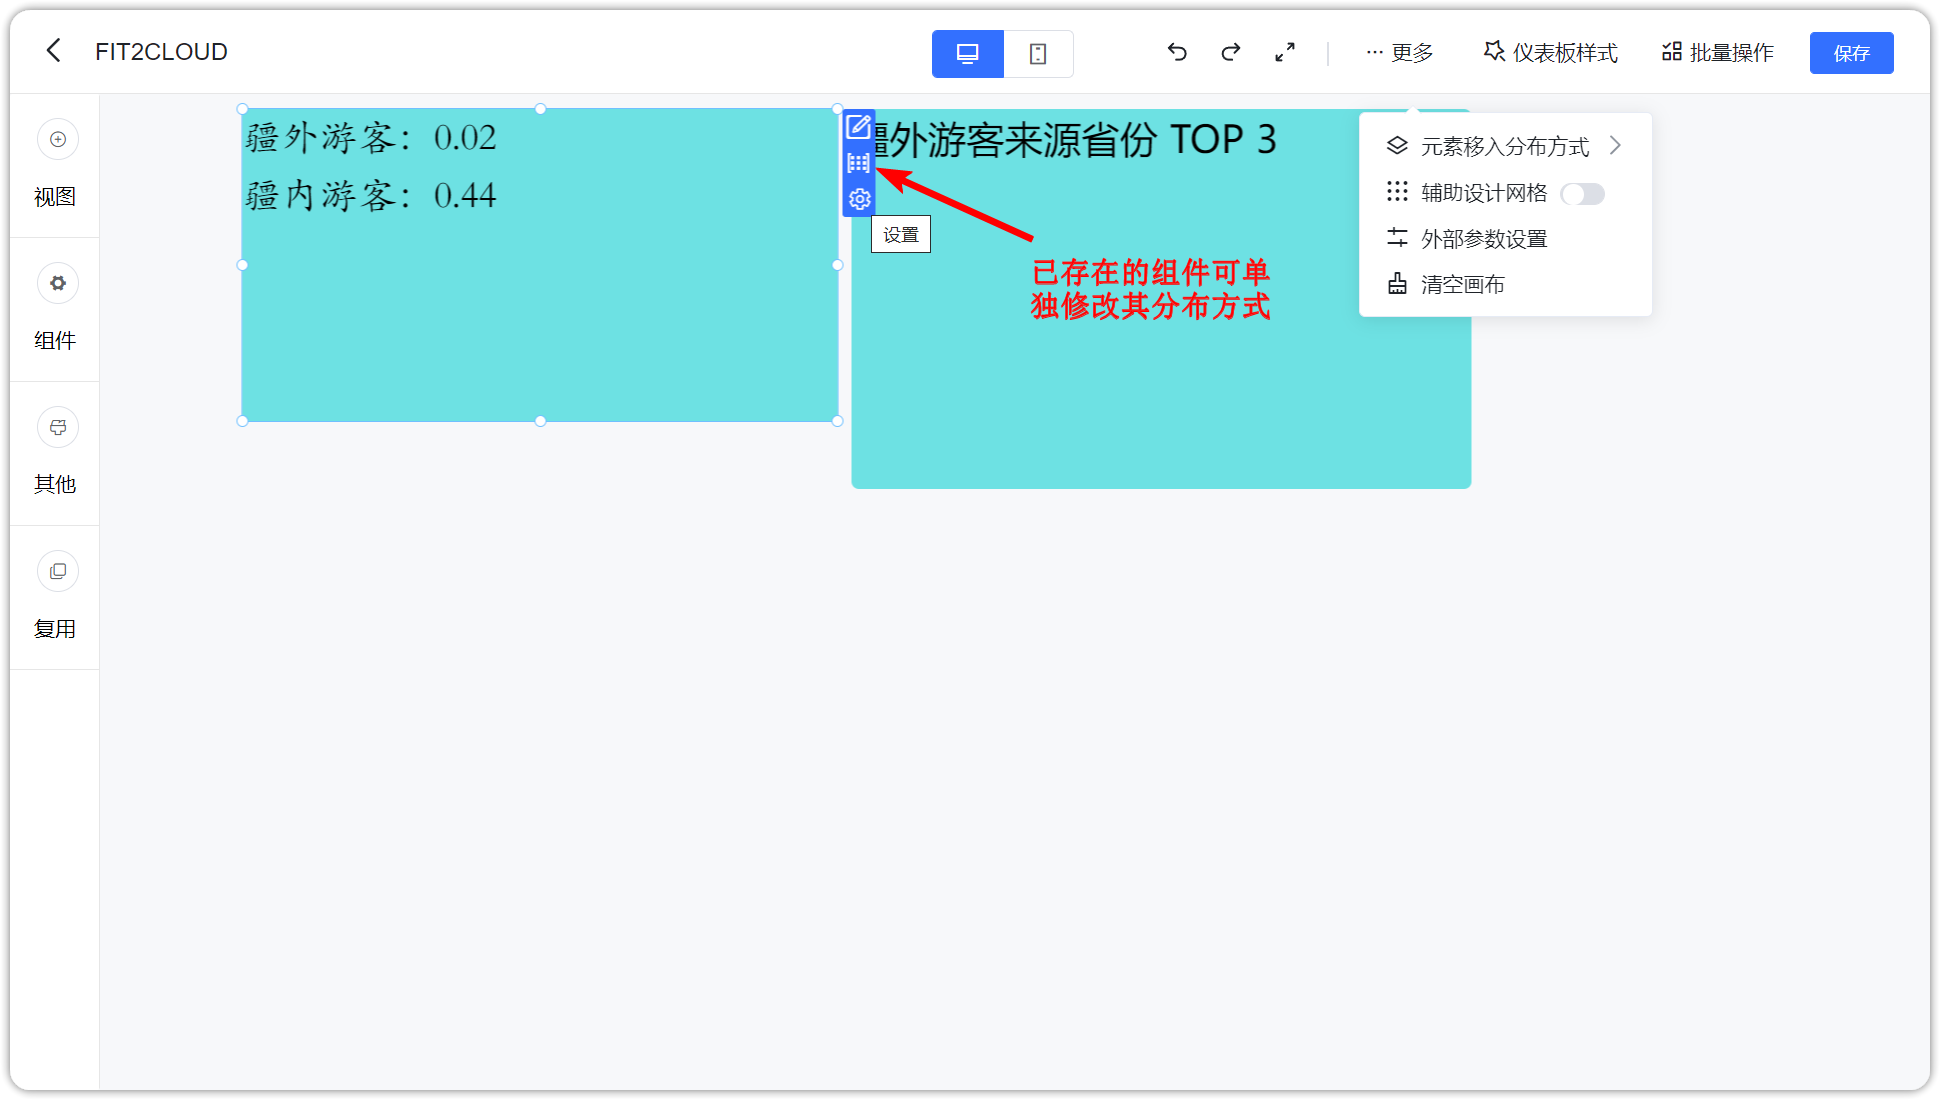 FIT2CLOUD
更多
仪表板样式
批量操作
保存
视图
组件
其他
复用
疆外游客：0.02
疆内游客：0.44
疆外游客来源省份 TOP 3
设置
已存在的组件可单
独修改其分布方式
元素移入分布方式
辅助设计网格
外部参数设置
清空画布